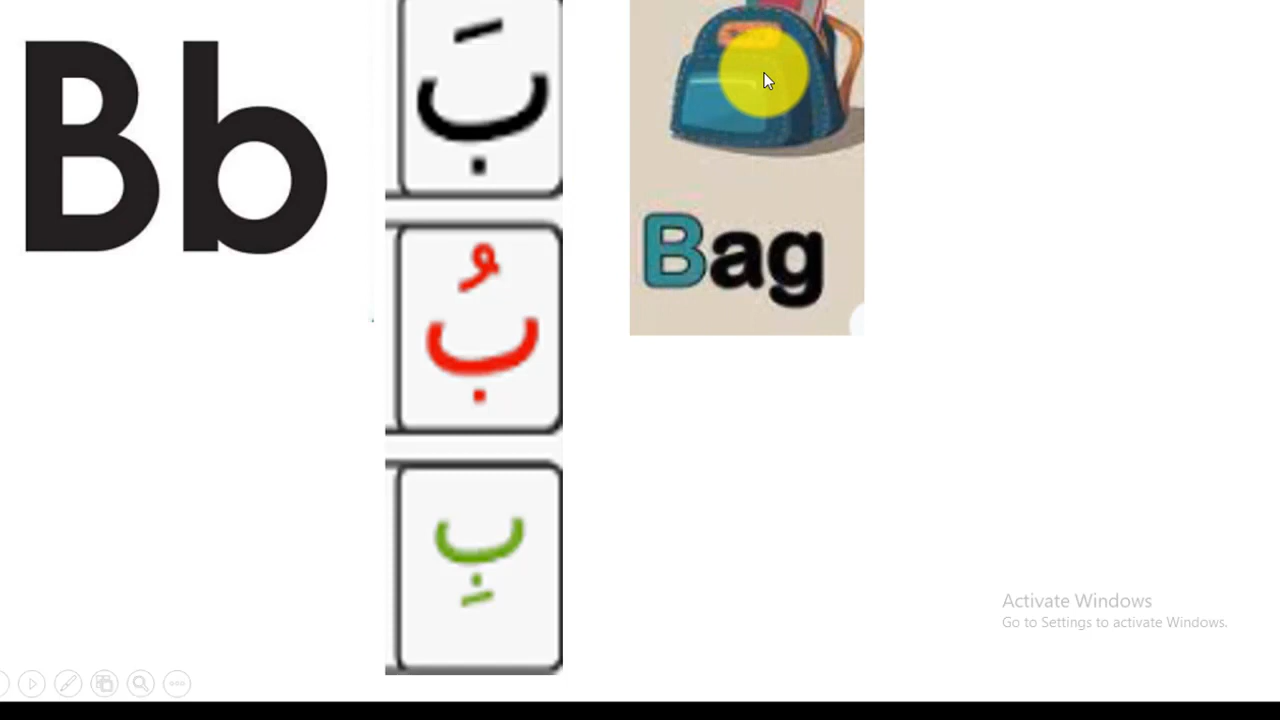 Bb
بَ
بُ
بِ
Bag
Activate Windows
Go to Settings to activate Windows.